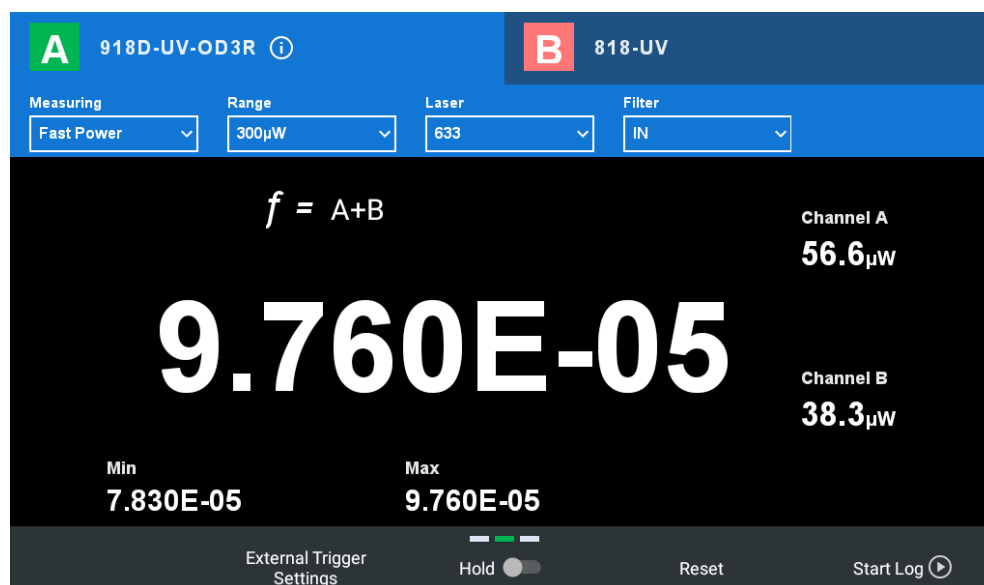 A 918D-UV-OD3R i B 818-UV
Measuring Range Laser Filter
Fast Power 300µW 633 IN
f = A+B
Channel A
56.6µW
9.760E-05
Channel B
38.3µW
Min Max
7.830E-05 9.760E-05
External Trigger
Settings
Hold Reset Start Log